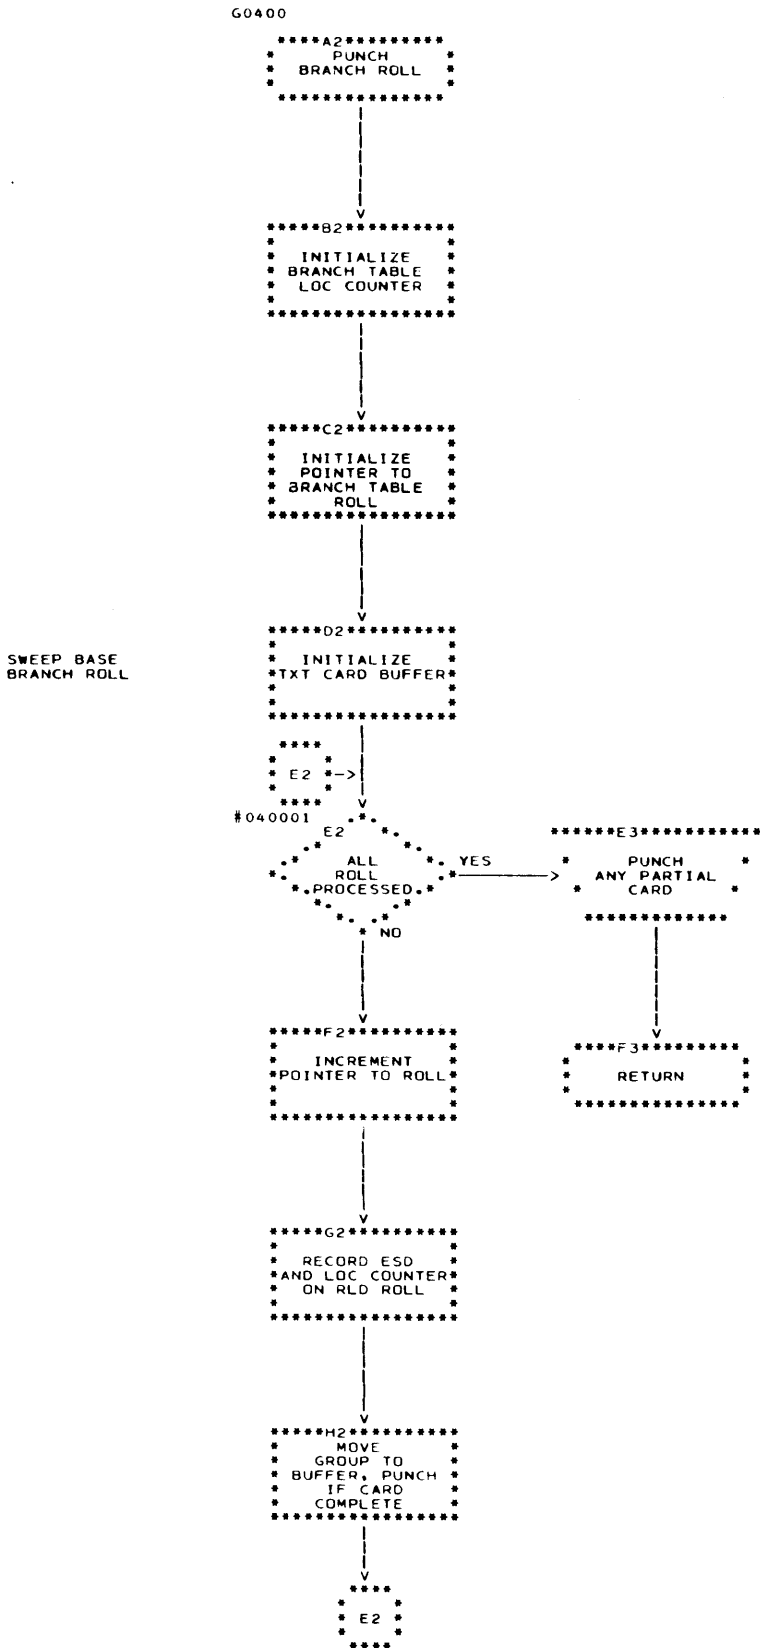 G0400
A2
PUNCH
BRANCH ROLL
B2
INITIALIZE
BRANCH TABLE
LOC COUNTER
C2
INITIALIZE
POINTER TO
BRANCH TABLE
ROLL
SWEEP BASE
BRANCH ROLL
D2
INITIALIZE
TXT CARD BUFFER
E2
#040001
E2
ALL
ROLL
PROCESSED
YES
NO
E3
PUNCH
ANY PARTIAL
CARD
F2
INCREMENT
POINTER TO ROLL
F3
RETURN
G2
RECORD ESD
AND LOC COUNTER
ON RLD ROLL
H2
MOVE
GROUP TO
BUFFER, PUNCH
IF CARD
COMPLETE
E2